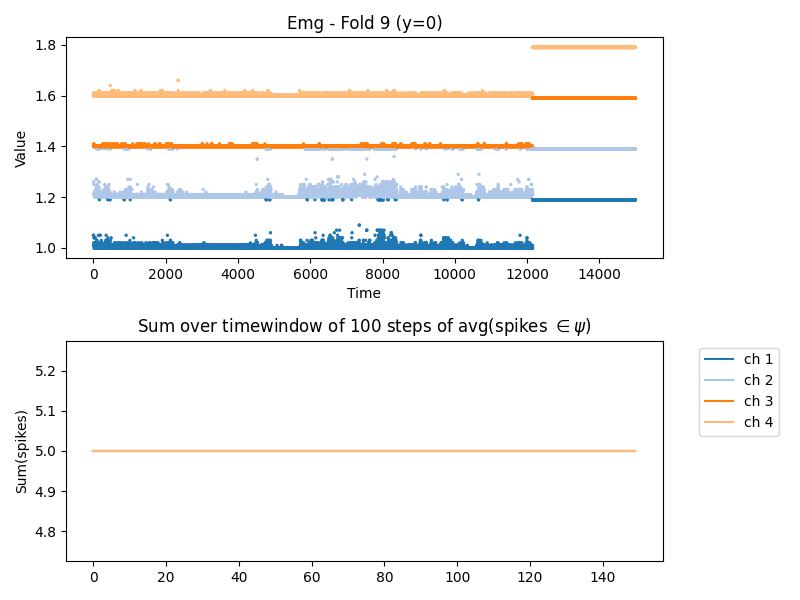 Emg - Fold 9 (y=0)
Value
1.8
1.6
1.4
1.2
1.0
0 2000 4000 6000 8000 10000 12000 14000
Time
Sum over timewindow of 100 steps of avg(spikes ∈ ψ)
Sum(spikes)
5.2
5.1
5.0
4.9
4.8
0 20 40 60 80 100 120 140
ch 1
ch 2
ch 3
ch 4